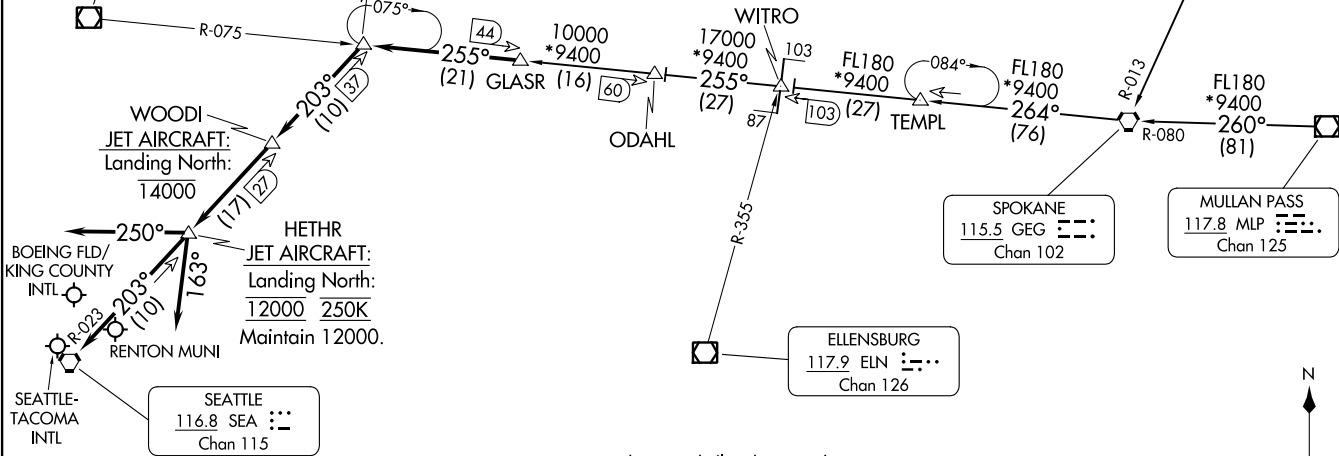 R-075
075°
255°
(21)
44
GLASR
10000
*9400
(16)
60
ODAHL
17000
*9400
255°
(27)
WITRO
103
87
103
FL180
*9400
(27)
084°
TEMPL
FL180
*9400
264°
(76)
R-013
R-080
FL180
*9400
260°
(81)
203°
(10)
37
WOODI
JET AIRCRAFT:
Landing North:
14000
(17)
27
250°
HETHR
JET AIRCRAFT:
Landing North:
12000 250K
Maintain 12000.
BOEING FLD/
KING COUNTY
INTL
203°
(10)
163°
R-023
RENTON MUNI
SEATTLE-
TACOMA
INTL
SEATTLE
116.8 SEA
Chan 115
R-355
ELLENSBURG
117.9 ELN
Chan 126
SPOKANE
115.5 GEG
Chan 102
MULLAN PASS
117.8 MLP
Chan 125
N